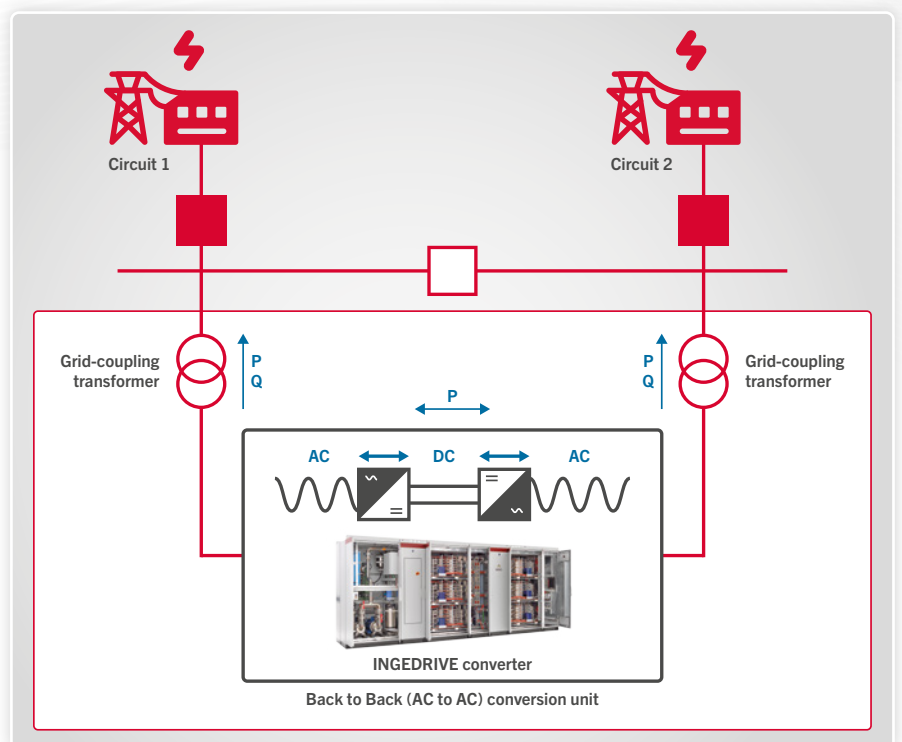 Circuit 1
Circuit 2
Grid-coupling
transformer
P
Q
P
P
Q
Grid-coupling
transformer
AC
DC
AC
INGEDRIVE converter
Back to Back (AC to AC) conversion unit